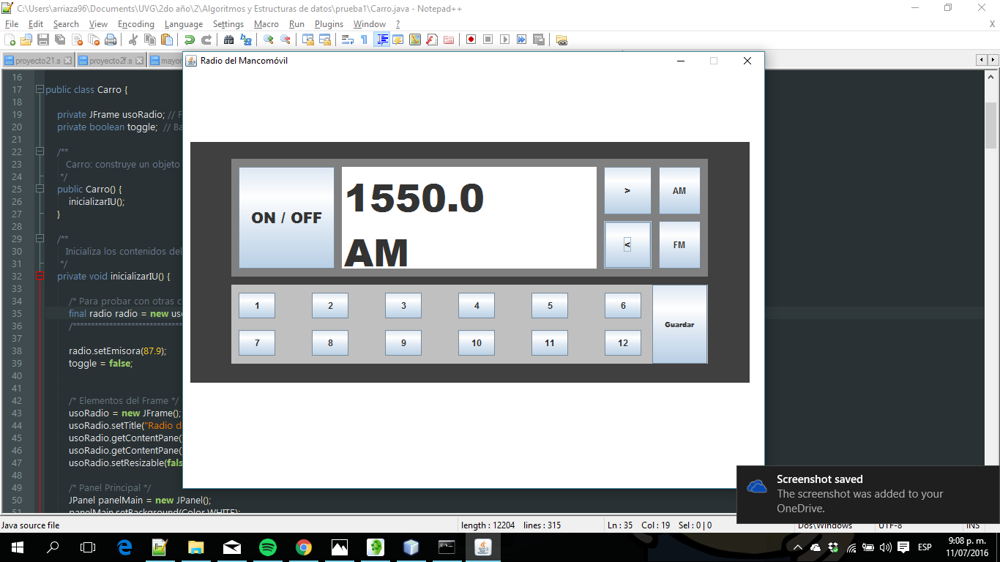 C:\Users\arriaza96\Documents\UVG\2do año\2\Algoritmos y Estructuras de datos\prueba1\Carro.java - Notepad++
File Edit Search View Encoding Language Settings Macro Run Plugins Window ? X
proyecto21.s proyecto2f.s mayor
Radio del Mancomóvil
16
17 public class Carro {
18
19 private JFrame usoRadio; // F
20 private boolean toggle; // Ba
21
22 /**
23 Carro: construye un objeto
24 */
25 public Carro() {
26 inicializarIU();
27 }
28
29 /**
30 Inicializa los contenidos del
31 */
32 private void inicializarIU() {
33
34 /* Para probar con otras c
35 final radio radio = new uso
36 /*********************************
37
38 radio.setEmisora(87.9);
39 toggle = false;
40
41
42 /* Elementos del Frame */
43 usoRadio = new JFrame();
44 usoRadio.setTitle("Radio d
45 usoRadio.getContentPane(
46 usoRadio.getContentPane(
47 usoRadio.setResizable(fals
48
49 /* Panel Principal */
50 JPanel panelMain = new JPanel();
51 panelMain.setBackground(Color.WHITE);
ON / OFF
1550.0
AM
> AM
< FM
1 2 3 4 5 6
7 8 9 10 11 12
Guardar
Screenshot saved
The screenshot was added to your
OneDrive.
Java source file length : 12204 lines : 315 Ln : 35 Col : 19 Sel : 0 | 0 Dos\Windows UTF-8 INS
ESP
9:08 p. m.
11/07/2016